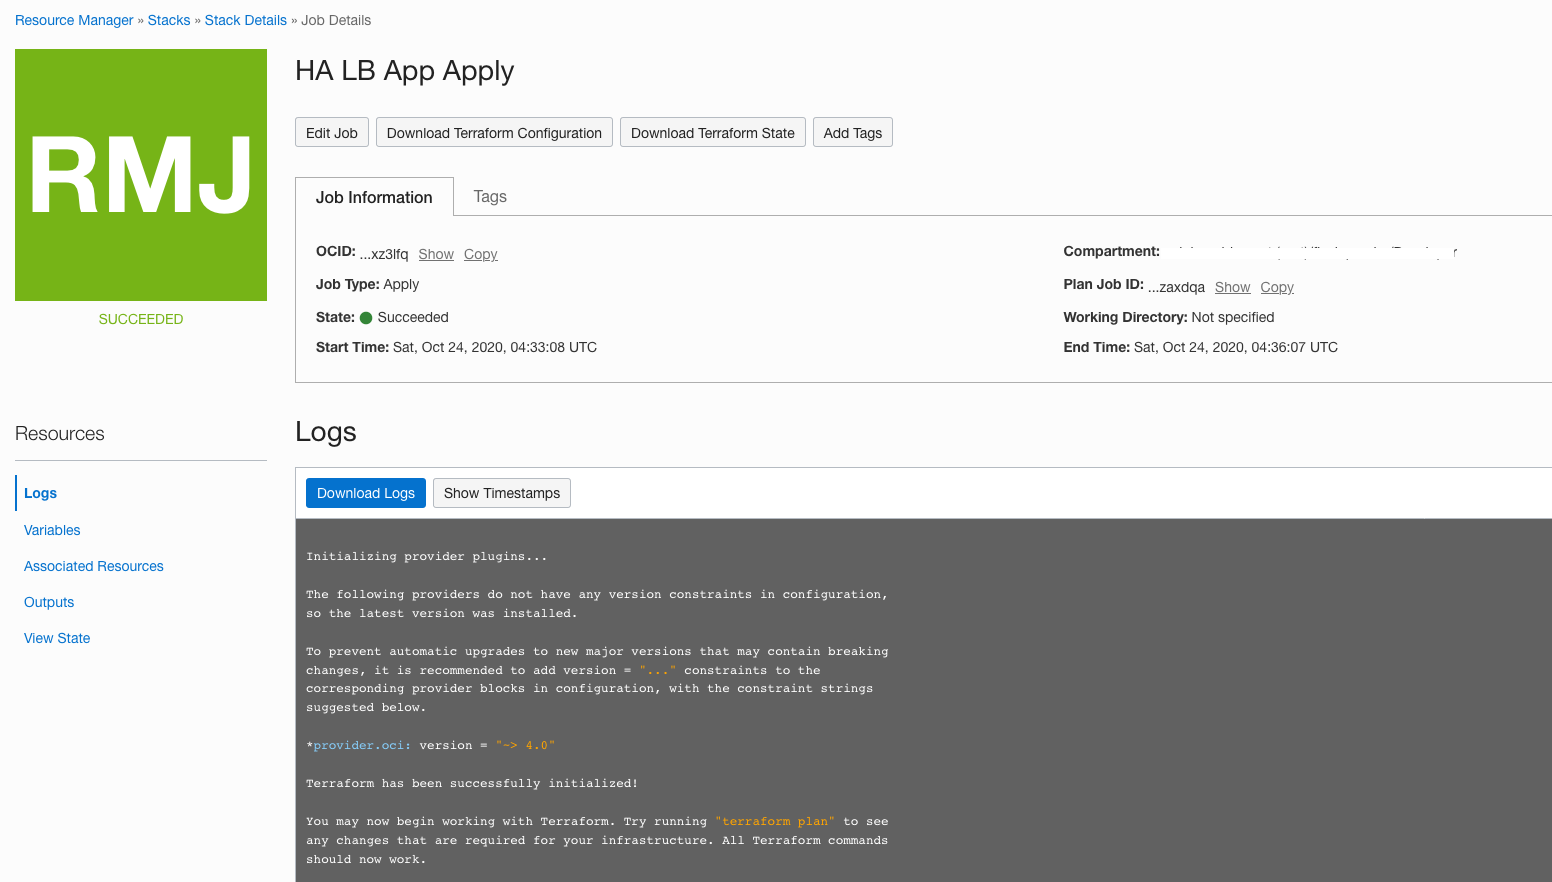 Resource Manager » Stacks » Stack Details » Job Details
RMJ
SUCCEEDED
HA LB App Apply
Edit Job Download Terraform Configuration Download Terraform State Add Tags
Job Information Tags
OCID: ...xz3lfq Show Copy
Compartment:
Job Type: Apply
Plan Job ID: ...zaxdqa Show Copy
State: Succeeded
Working Directory: Not specified
Start Time: Sat, Oct 24, 2020, 04:33:08 UTC
End Time: Sat, Oct 24, 2020, 04:36:07 UTC
Resources
Logs
Variables
Associated Resources
Outputs
View State
Logs
Download Logs Show Timestamps
Initializing provider plugins...
The following providers do not have any version constraints in configuration,
so the latest version was installed.
To prevent automatic upgrades to new major versions that may contain breaking
changes, it is recommended to add version = "..." constraints to the
corresponding provider blocks in configuration, with the constraint strings
suggested below.
*provider.oci: version = "~> 4.0"
Terraform has been successfully initialized!
You may now begin working with Terraform. Try running "terraform plan" to see
any changes that are required for your infrastructure. All Terraform commands
should now work.